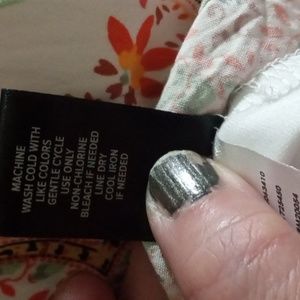 MACHINE
WASH COLD WITH
LIKE COLORS
GENTLE CYCLE
USE ONLY
NON-CHLORINE
BLEACH IF NEEDED
LINE DRY
COOL IRON
IF NEEDED